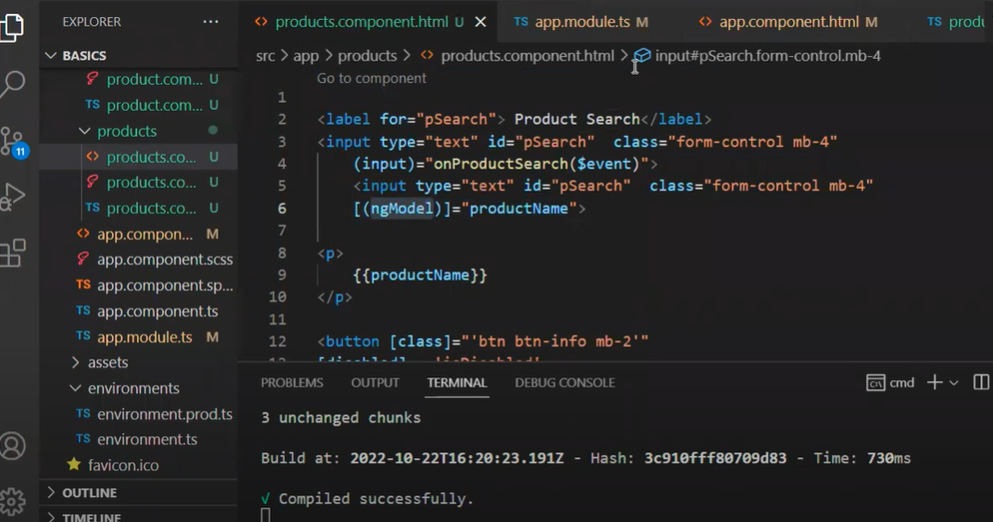 EXPLORER
products.component.html U
TS app.module.ts M
app.component.html M
TS produ
BASICS
src > app > products > products.component.html > input#pSearch.form-control.mb-4
product.com... U
TS product.com... U
products
products.co... U
products.co... U
TS products.co... U
app.compon... M
app.component.scss
TS app.component.sp...
TS app.component.ts
TS app.module.ts M
assets
environments
TS environment.prod.ts
TS environment.ts
favicon.ico
OUTLINE
TIMELINE
11
Go to component
1
2 <label for="pSearch"> Product Search</label>
3 <input type="text" id="pSearch" class="form-control mb-4"
4 (input)="onProductSearch($event)">
5 <input type="text" id="pSearch" class="form-control mb-4"
6 [(ngModel)]="productName">
7
8 <p>
9 {{productName}}
10 </p>
11
12 <button [class]="'btn btn-info mb-2'"
PROBLEMS OUTPUT TERMINAL DEBUG CONSOLE
cmd
3 unchanged chunks
Build at: 2022-10-22T16:20:23.191Z - Hash: 3c910fff80709d83 - Time: 730ms
√ Compiled successfully.